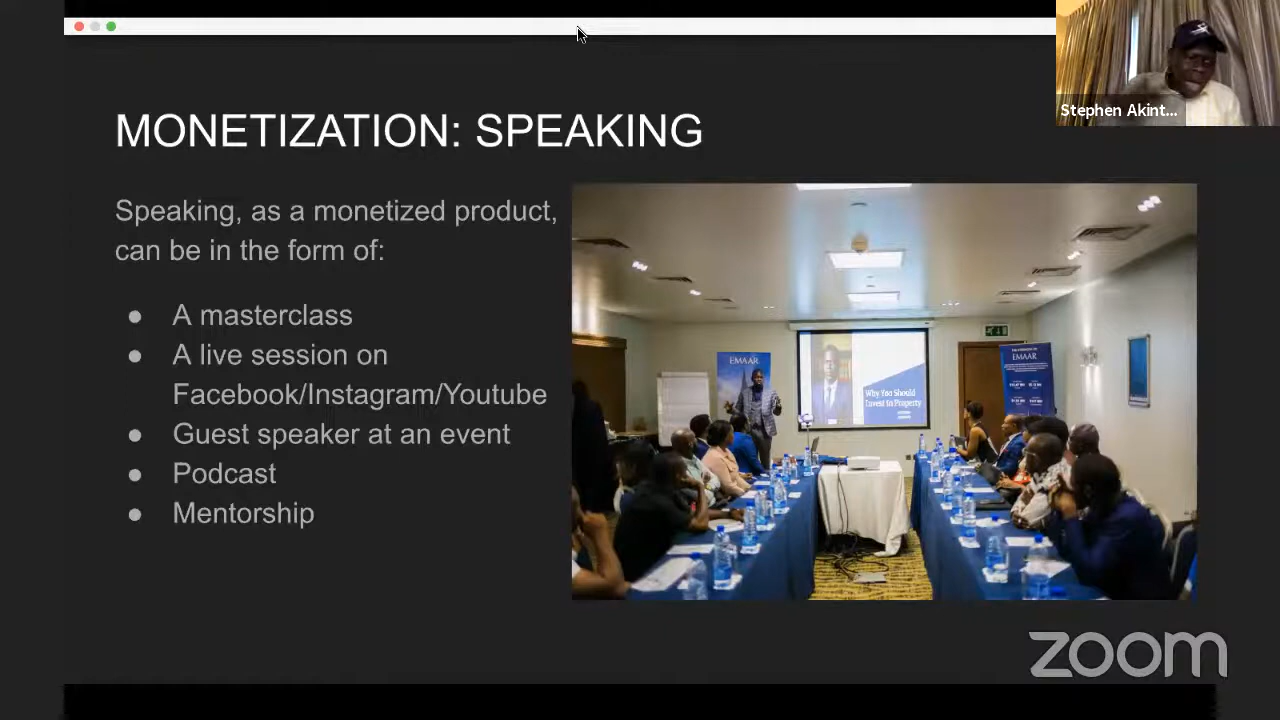 Stephen Akint...
MONETIZATION: SPEAKING
Speaking, as a monetized product,
can be in the form of:
● A masterclass
● A live session on
Facebook/Instagram/Youtube
● Guest speaker at an event
● Podcast
● Mentorship
EMAAR
Why You Should
Invest in Property
EMAAR
zoom